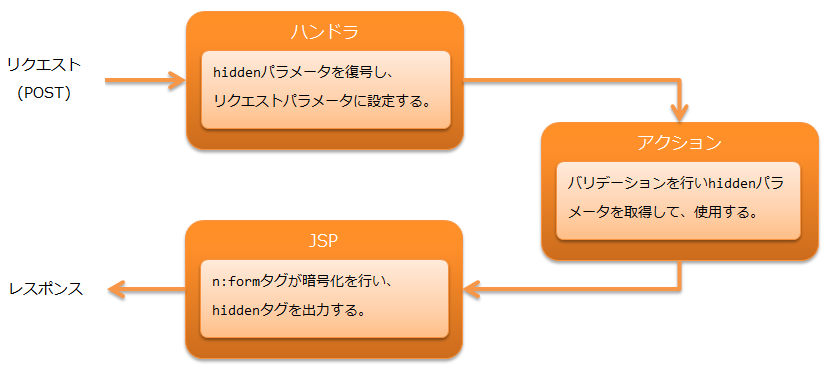 リクエスト
(POST)
ハンドラ
hiddenパラメータを復号し、
リクエストパラメータに設定する。
アクション
バリデーションを行いhiddenパラ
メータを取得して、使用する。
JSP
n:formタグが暗号化を行い、
hiddenタグを出力する。
レスポンス